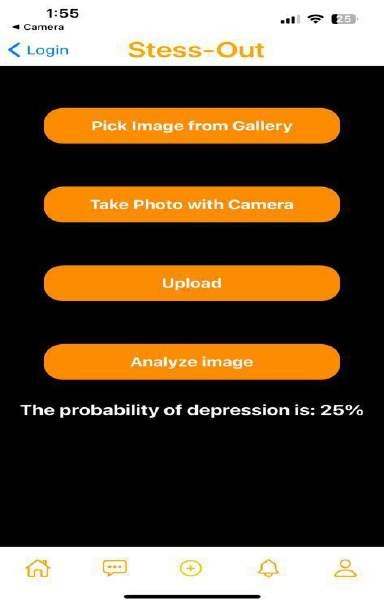 1:55
25
◄ Camera
Login
Stess-Out
Pick Image from Gallery
Take Photo with Camera
Upload
Analyze image
The probability of depression is: 25%